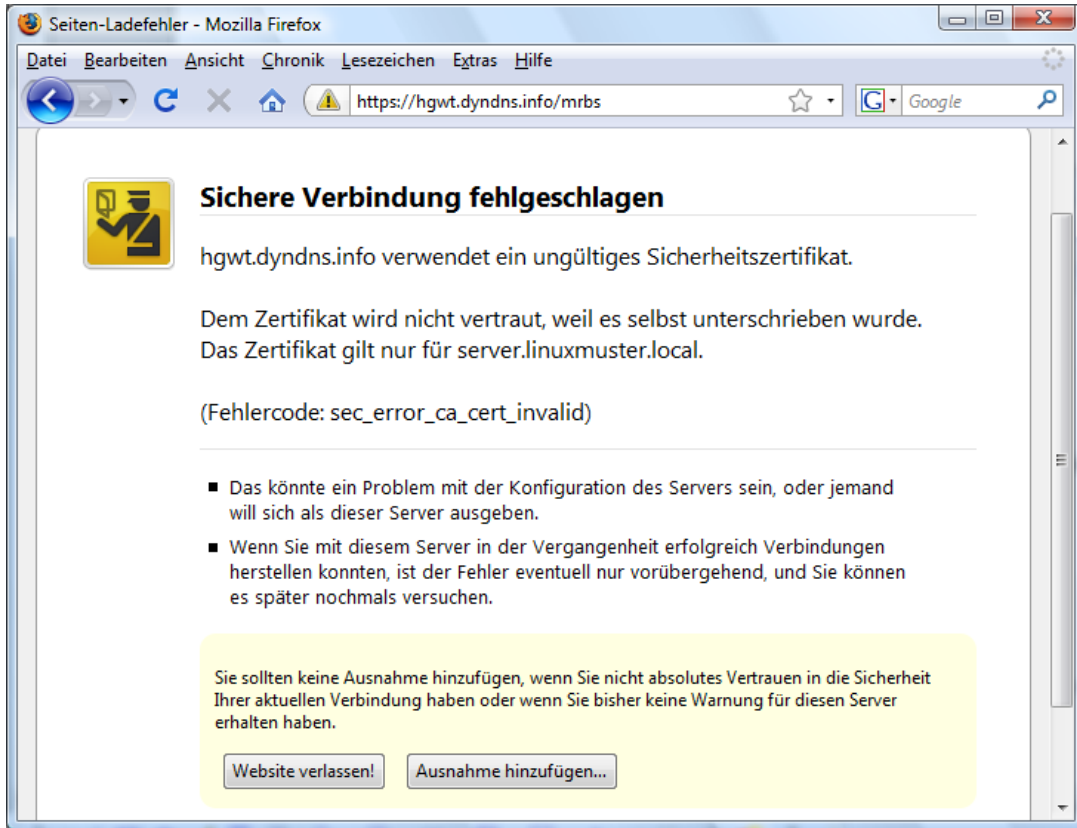 Seiten-Ladefehler - Mozilla Firefox
Datei Bearbeiten Ansicht Chronik Lesezeichen Extras Hilfe
https://hgwt.dyndns.info/mrbs G Google
Sichere Verbindung fehlgeschlagen
hgwt.dyndns.info verwendet ein ungültiges Sicherheitszertifikat.
Dem Zertifikat wird nicht vertraut, weil es selbst unterschrieben wurde.
Das Zertifikat gilt nur für server.linuxmuster.local.
(Fehlercode: sec_error_ca_cert_invalid)
Das könnte ein Problem mit der Konfiguration des Servers sein, oder jemand
will sich als dieser Server ausgeben.
Wenn Sie mit diesem Server in der Vergangenheit erfolgreich Verbindungen
herstellen konnten, ist der Fehler eventuell nur vorübergehend, und Sie können
es später nochmals versuchen.
Sie sollten keine Ausnahme hinzufügen, wenn Sie nicht absolutes Vertrauen in die Sicherheit
Ihrer aktuellen Verbindung haben oder wenn Sie bisher keine Warnung für diesen Server
erhalten haben.
Website verlassen! Ausnahme hinzufügen...